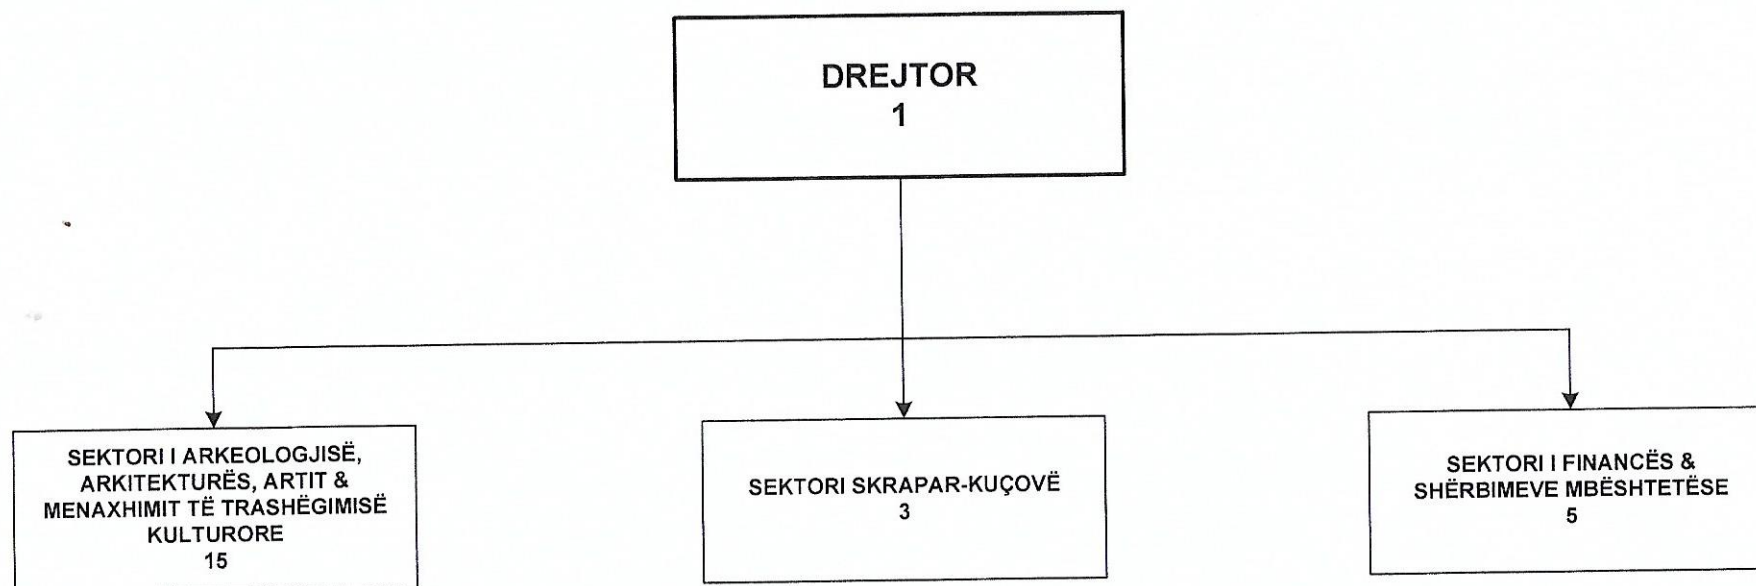 DREJTOR
1
SEKTORI I ARKEOLOGJISË,
ARKITEKTURËS, ARTIT &
MENAXHIMIT TË TRASHËGIMISË
KULTURORE
15
SEKTORI SKRAPAR-KUÇOVË
3
SEKTORI I FINANCËS &
SHËRBIMEVE MBËSHTETËSE
5